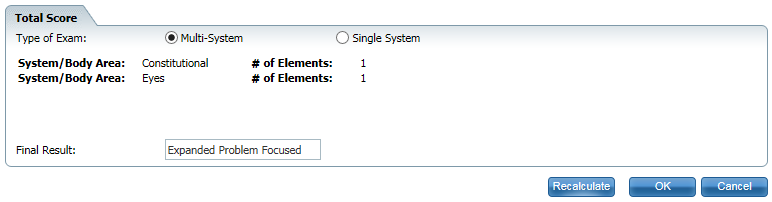 Total Score
Type of Exam: Multi-System Single System
System/Body Area: Constitutional # of Elements: 1
System/Body Area: Eyes # of Elements: 1
Final Result: Expanded Problem Focused
Recalculate OK Cancel